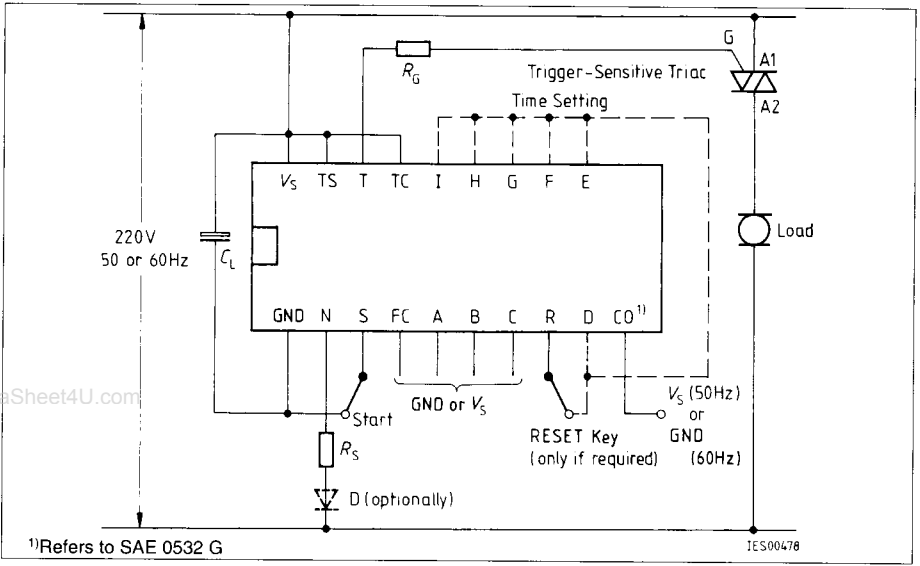 G
A1
R_G
Trigger-Sensitive Triac
A2
Time Setting
V_S TS T TC I H G F E
220V
50 or 60Hz
C_L
Load
GND N S FC A B C R D CO 1)
aSheet4U.com
GND or V_S
V_S (50Hz)
or
GND
(60Hz)
Start
RESET Key
(only if required)
R_S
D (optionally)
1)Refers to SAE 0532 G
IES00478